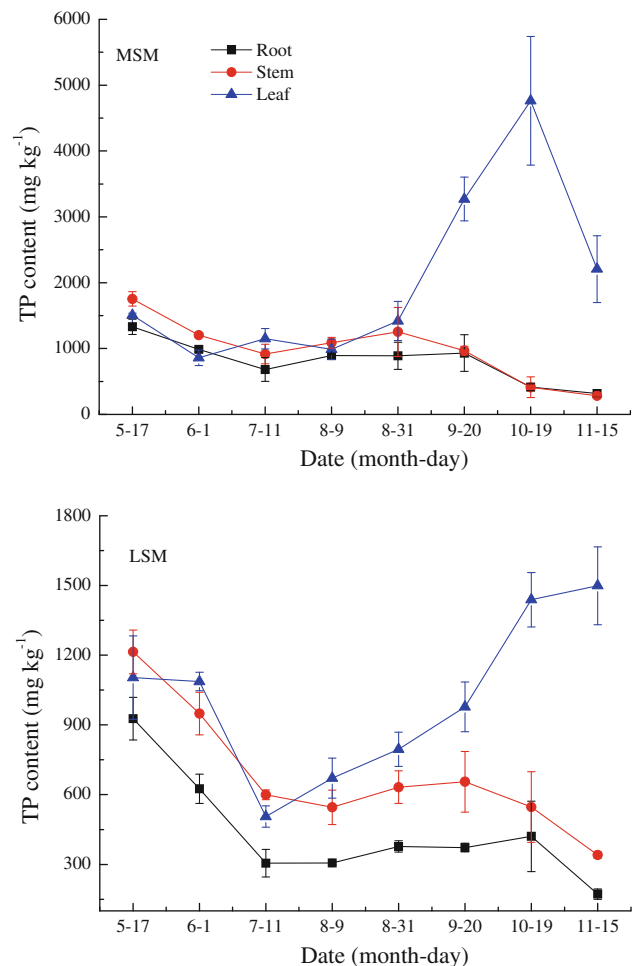 MSM
Root
Stem
Leaf
TP content (mg kg⁻¹)
6000
5000
4000
3000
2000
1000
0
5-17 6-1 7-11 8-9 8-31 9-20 10-19 11-15
Date (month-day)
LSM
TP content (mg kg⁻¹)
1800
1500
1200
900
600
300
5-17 6-1 7-11 8-9 8-31 9-20 10-19 11-15
Date (month-day)